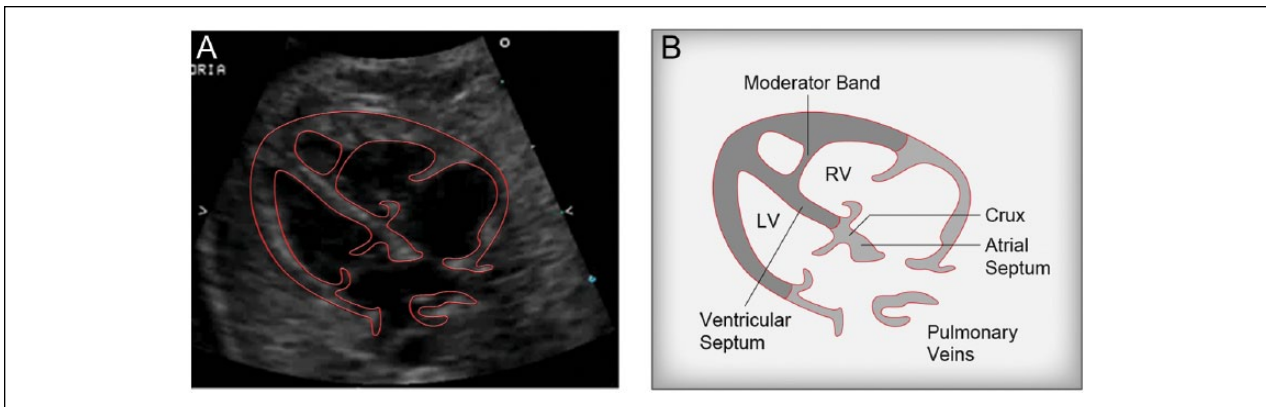 A
ORIA
B
Moderator Band
RV
LV
Crux
Atrial
Septum
Ventricular
Septum
Pulmonary
Veins